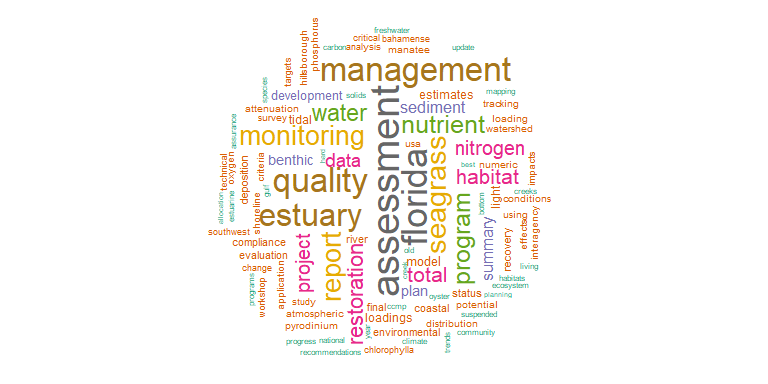 freshwater
critical bahamense
carbon analysis manatee update
phosphorus
hillsborough
targets
management
species
development solids estimates mapping
attenuation water sediment tracking
survey tidal nutrient loading
watershed
assurance
monitoring usa nitrogen
technical
oxygen
criteria
benthic hard data best numeric
deposition
gulf
quality habitat impacts
assessment
florida
seagrass
allocation
estuarine
shoreline
estuary
program
bottom
light
creeks
conditions
using
effects
interagency
southwest
compliance river old
evaluation
project
report
restoration
summary
recovery
change model living
programs
workshop
application
creek
total habitats
ecosystem
plan oyster status planning
study final ccmp coastal potential
atmospheric loadings suspended
pyrodinium distribution
year
environmental community
progress national climate
trends
recommendations chlorophylla